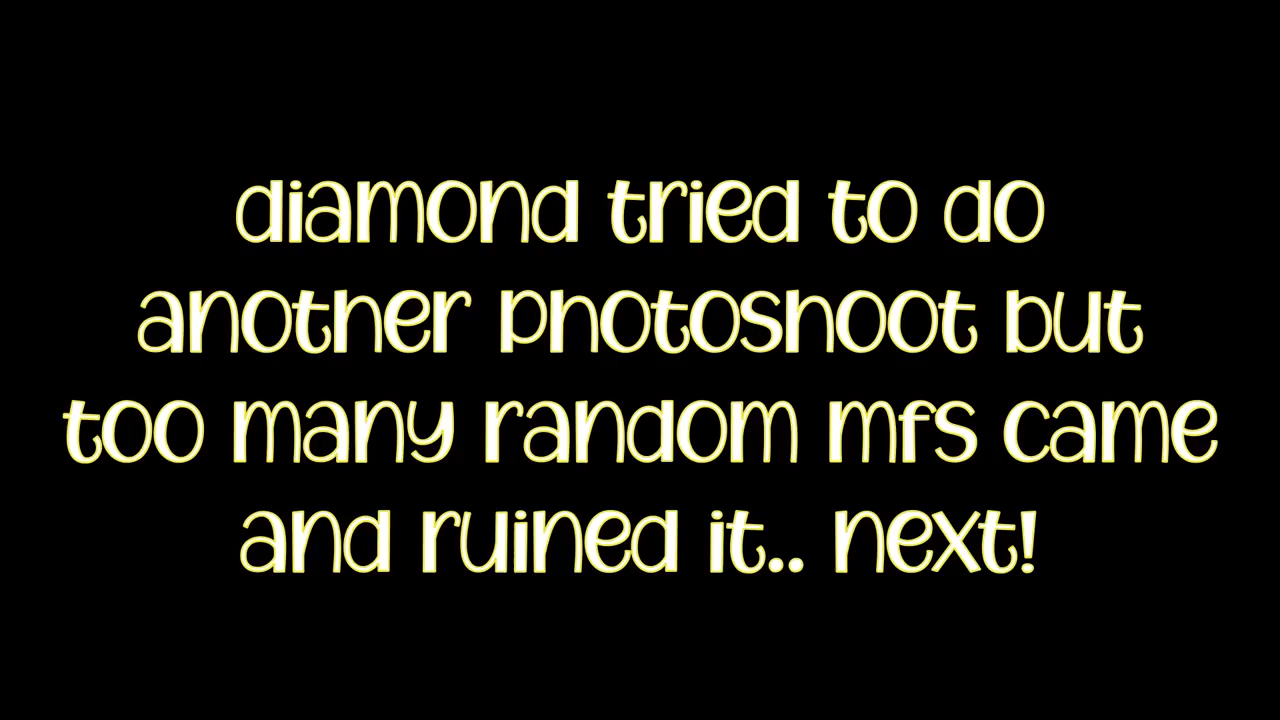 diamond tried to do
another photoshoot but
too many random mfs came
and ruined it.. next!